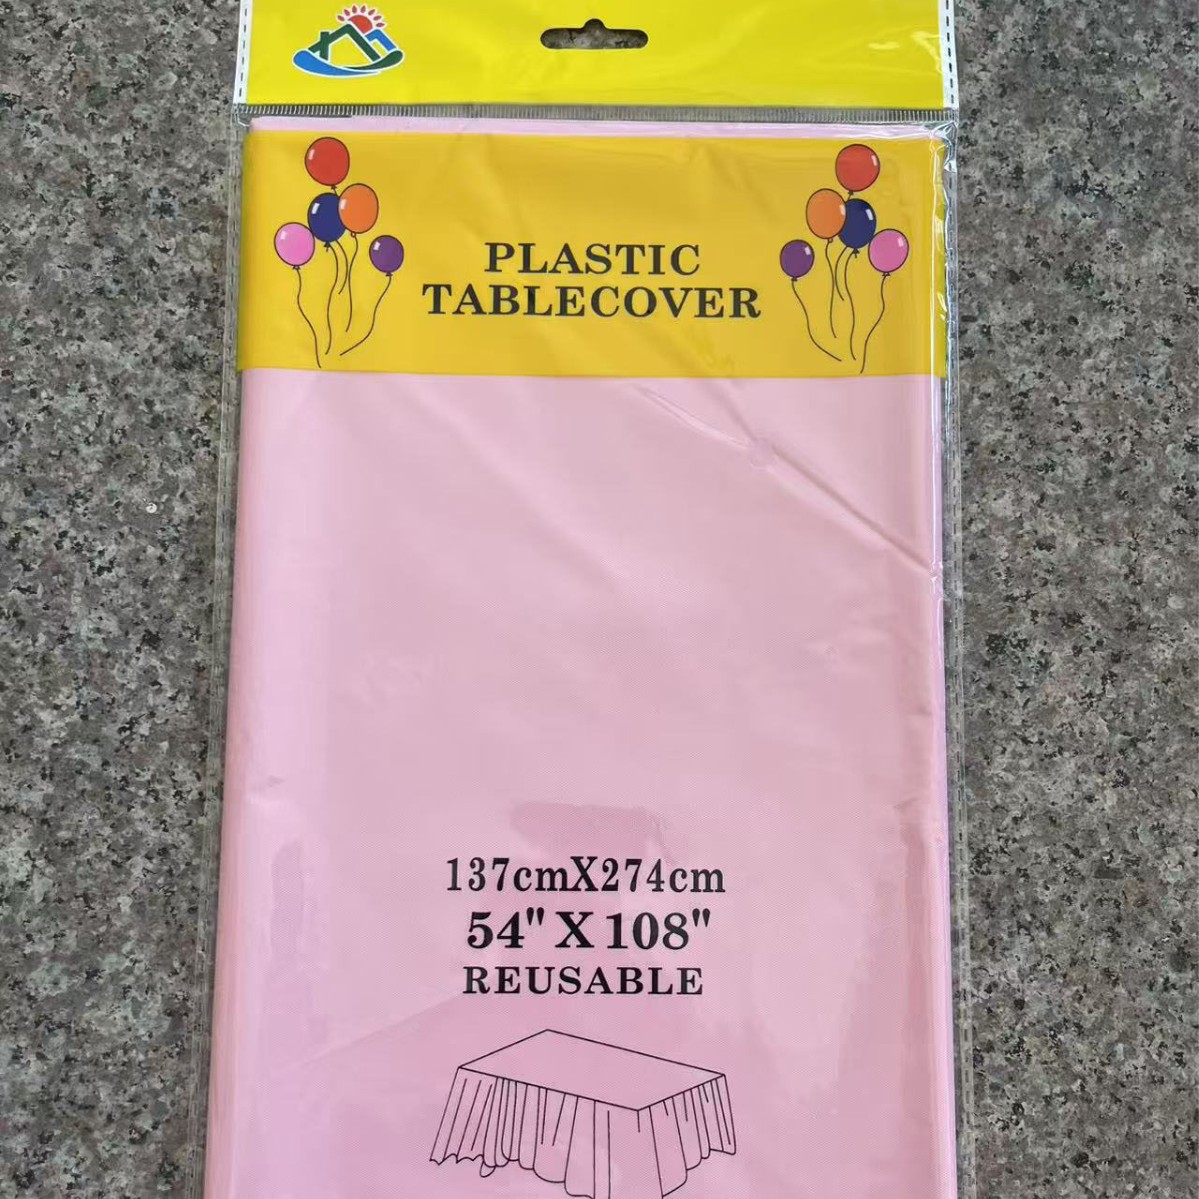 PLASTIC
TABLECOVER
137cmX274cm
54" X 108"
REUSABLE